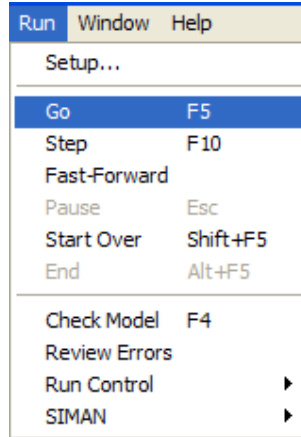 Run Window Help
Setup...
Go F5
Step F10
Fast-Forward
Pause Esc
Start Over Shift+F5
End Alt+F5
Check Model F4
Review Errors
Run Control
SIMAN